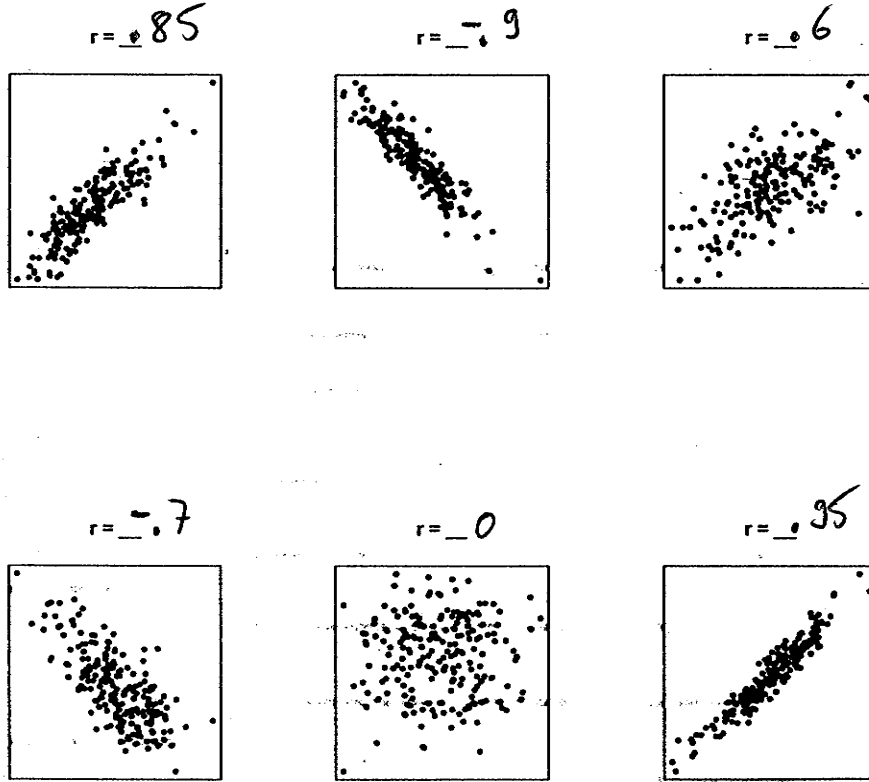 r = .85
r = -.9
r = .6
r = -.7
r = 0
r = .95